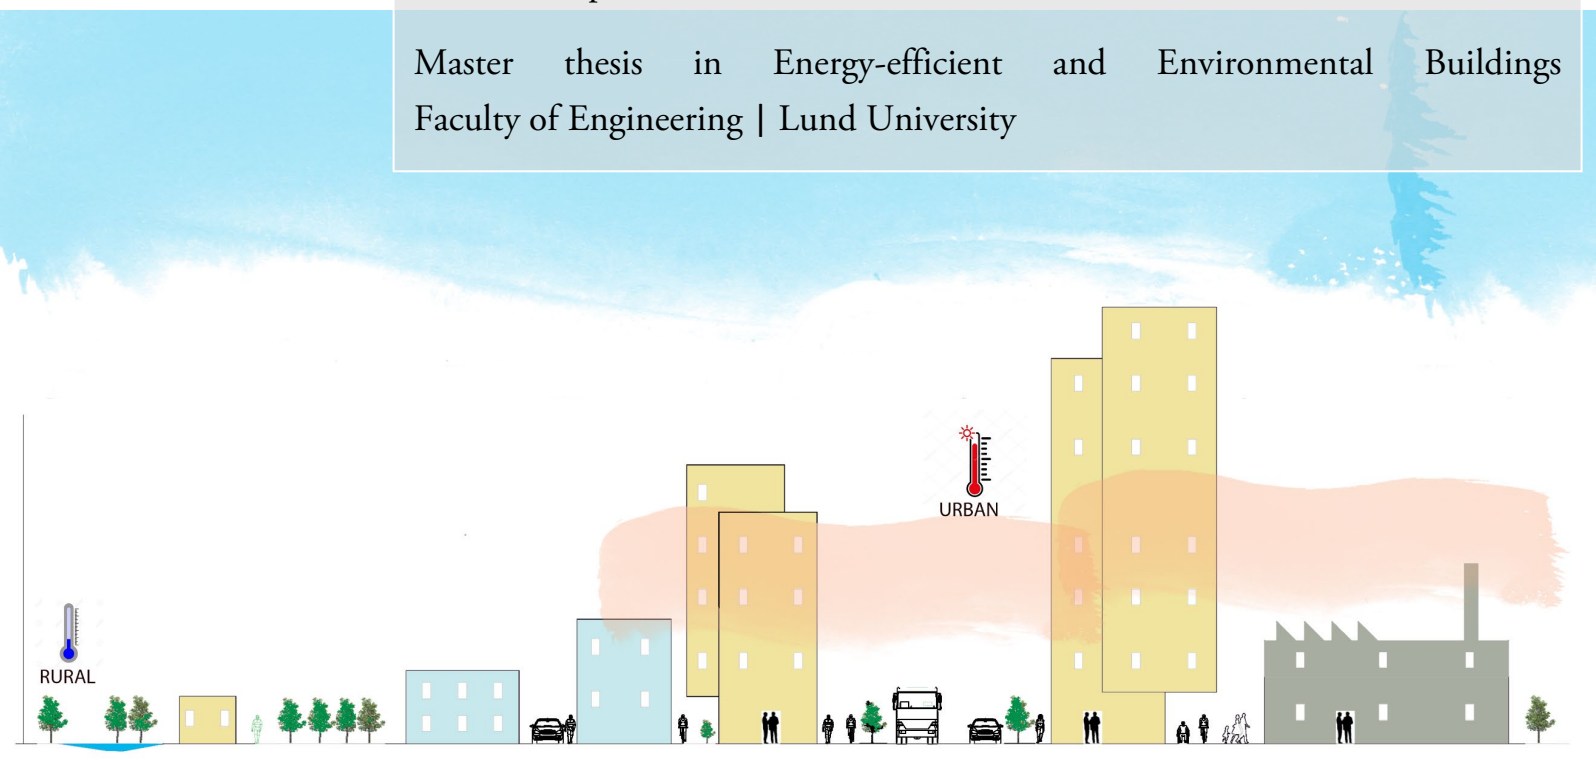 Master thesis in Energy-efficient and Environmental Buildings
Faculty of Engineering | Lund University
URBAN
RURAL